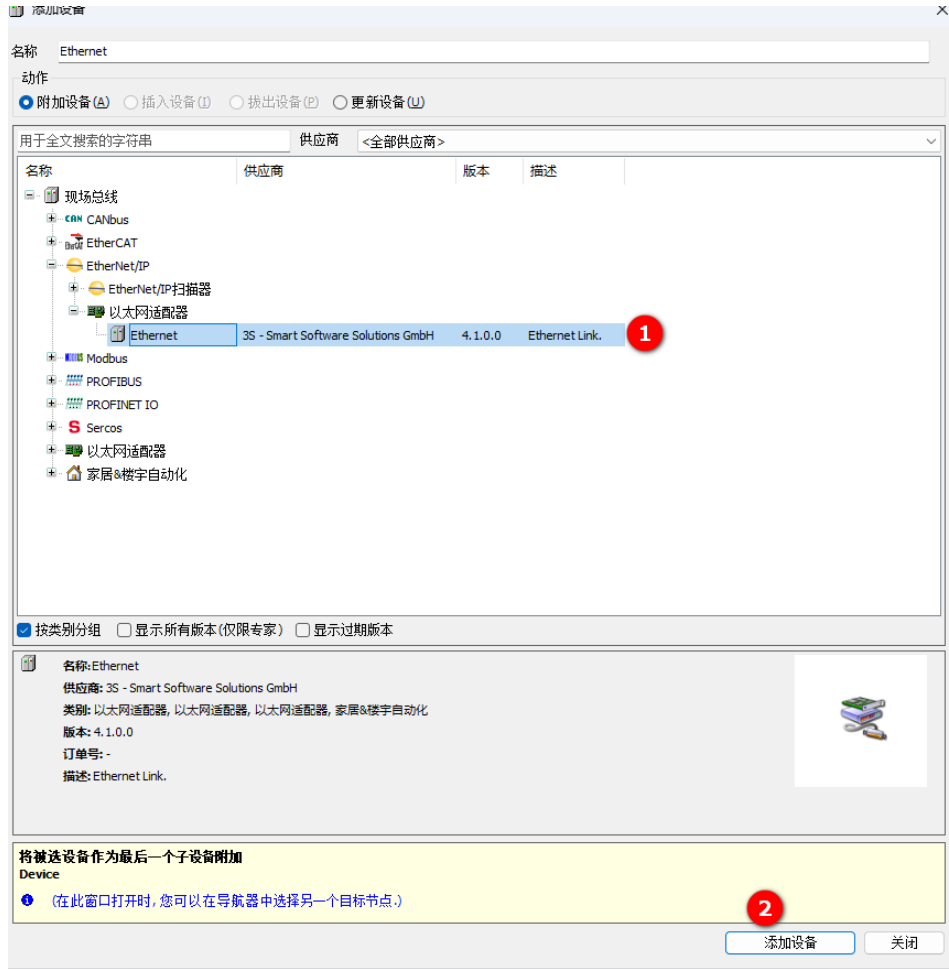 添加设备
名称 Ethernet
动作
附加设备(A) 插入设备(I) 拔出设备(P) 更新设备(U)
用于全文搜索的字符串 供应商 <全部供应商>
名称 供应商 版本 描述
现场总线
CAN CANbus
EtherCAT
EtherNet/IP
EtherNet/IP扫描器
以太网适配器
Ethernet 3S - Smart Software Solutions GmbH 4.1.0.0 Ethernet Link. 1
Modbus
PROFIBUS
PROFINET IO
S Sercos
以太网适配器
家居&楼宇自动化
按类别分组 显示所有版本(仅限专家) 显示过期版本
名称:Ethernet
供应商: 3S - Smart Software Solutions GmbH
类别: 以太网适配器, 以太网适配器, 以太网适配器, 家居&楼宇自动化
版本: 4.1.0.0
订单号: -
描述: Ethernet Link.
将被选设备作为最后一个子设备附加
Device
(在此窗口打开时, 您可以在导航器中选择另一个目标节点.)
2
添加设备 关闭